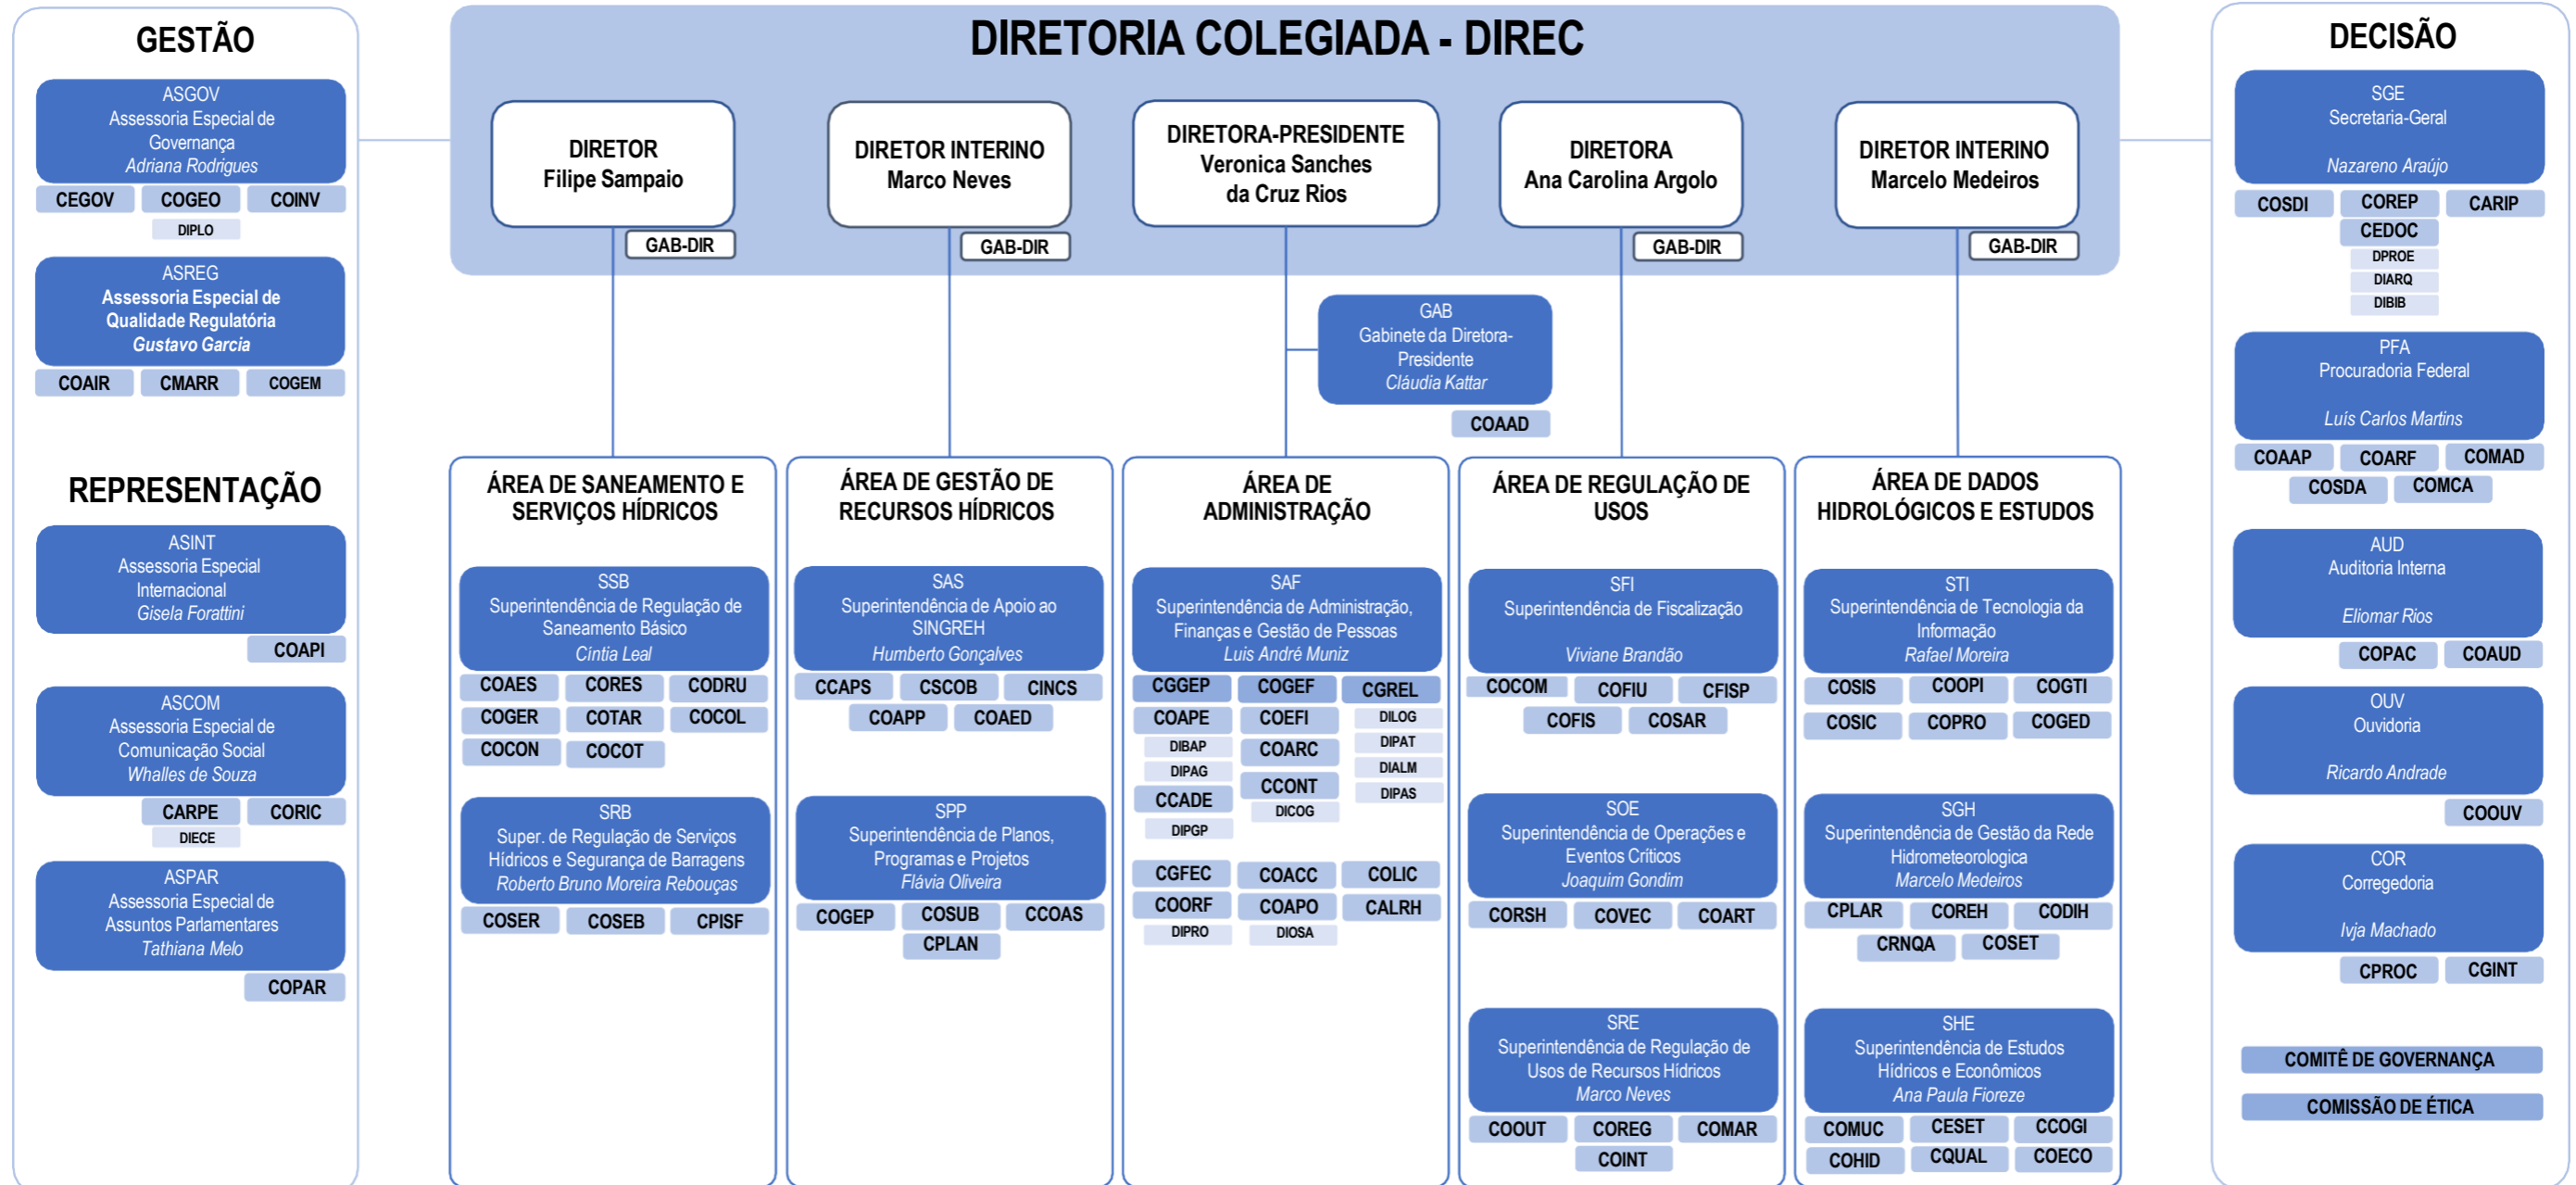 GESTÃO
ASGOV
Assessoria Especial de
Governança
Adriana Rodrigues
CEGOV COGEO COINV
DIPLO
ASREG
Assessoria Especial de
Qualidade Regulatória
Gustavo Garcia
COAIR CMARR COGEM
REPRESENTAÇÃO
ASINT
Assessoria Especial
Internacional
Gisela Forattini
COAPI
ASCOM
Assessoria Especial de
Comunicação Social
Whalles de Souza
CARPE CORIC
DIECE
ASPAR
Assessoria Especial de
Assuntos Parlamentares
Tathiana Melo
COPAR
DIRETORIA COLEGIADA - DIREC
DIRETOR
Filipe Sampaio
GAB-DIR
DIRETOR INTERINO
Marco Neves
GAB-DIR
DIRETORA-PRESIDENTE
Veronica Sanches
da Cruz Rios
DIRETORA
Ana Carolina Argolo
GAB-DIR
DIRETOR INTERINO
Marcelo Medeiros
GAB-DIR
GAB
Gabinete da Diretora-
Presidente
Cláudia Kattar
COAAD
ÁREA DE SANEAMENTO E
SERVIÇOS HÍDRICOS
SSB
Superintendência de Regulação de
Saneamento Básico
Cíntia Leal
COAES CORES CODRU
COGER COTAR COCOL
COCON COCOT
SRB
Super. de Regulação de Serviços
Hídricos e Segurança de Barragens
Roberto Bruno Moreira Rebouças
COSER COSEB CPISF
ÁREA DE GESTÃO DE
RECURSOS HÍDRICOS
SAS
Superintendência de Apoio ao
SINGREH
Humberto Gonçalves
CCAPS CSCOB CINCS
COAPP COAED
SPP
Superintendência de Planos,
Programas e Projetos
Flávia Oliveira
COGEP COSUB CCOAS
CPLAN
ÁREA DE
ADMINISTRAÇÃO
SAF
Superintendência de Administração,
Finanças e Gestão de Pessoas
Luis André Muniz
CGGEP COGEF CGREL
COAPE COEFI DILOG
DIBAP COARC DIPAT
DIPAG DIALM
CCADE CCONT DIPAS
DIPGP DICOG
CGFEC COACC COLIC
COORF COAPO CALRH
DIPRO DIOSA
ÁREA DE REGULAÇÃO DE
USOS
SFI
Superintendência de Fiscalização
Viviane Brandão
COCOM COFIU CFISP
COFIS COSAR
SOE
Superintendência de Operações e
Eventos Críticos
Joaquim Gondim
CORSH COVEC COART
SRE
Superintendência de Regulação de
Usos de Recursos Hídricos
Marco Neves
COOUT COREG COMAR
COINT
ÁREA DE DADOS
HIDROLÓGICOS E ESTUDOS
STI
Superintendência de Tecnologia da
Informação
Rafael Moreira
COSIS COOPI COGTI
COSIC COPRO COGED
SGH
Superintendência de Gestão da Rede
Hidrometeorologica
Marcelo Medeiros
CPLAR COREH CODIH
CRNQA COSET
SHE
Superintendência de Estudos
Hídricos e Econômicos
Ana Paula Fioreze
COMUC CESET CCOGI
COHID CQUAL COECO
DECISÃO
SGE
Secretaria-Geral
Nazareno Araújo
COSDI COREP CARIP
CEDOC
DPROE
DIARQ
DIBIB
PFA
Procuradoria Federal
Luís Carlos Martins
COAAP COARF COMAD
COSDA COMCA
AUD
Auditoria Interna
Eliomar Rios
COPAC COAUD
OUV
Ouvidoria
Ricardo Andrade
COOUV
COR
Corregedoria
Ivja Machado
CPROC CGINT
COMITÊ DE GOVERNANÇA
COMISSÃO DE ÉTICA